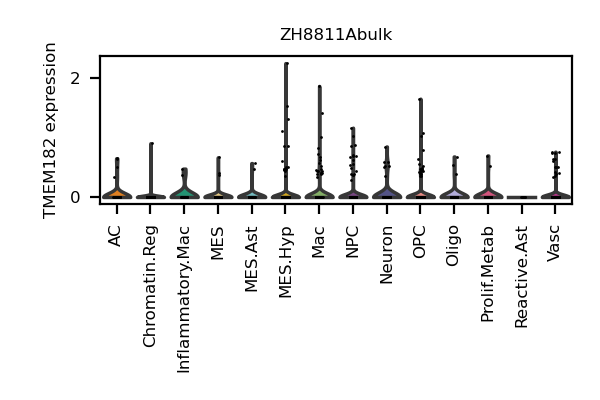 ZH8811Abulk
TMEM182 expression
2
0
AC
Chromatin.Reg
Inflammatory.Mac
MES
MES.Ast
MES.Hyp
Mac
NPC
Neuron
OPC
Oligo
Prolif.Metab
Reactive.Ast
Vasc